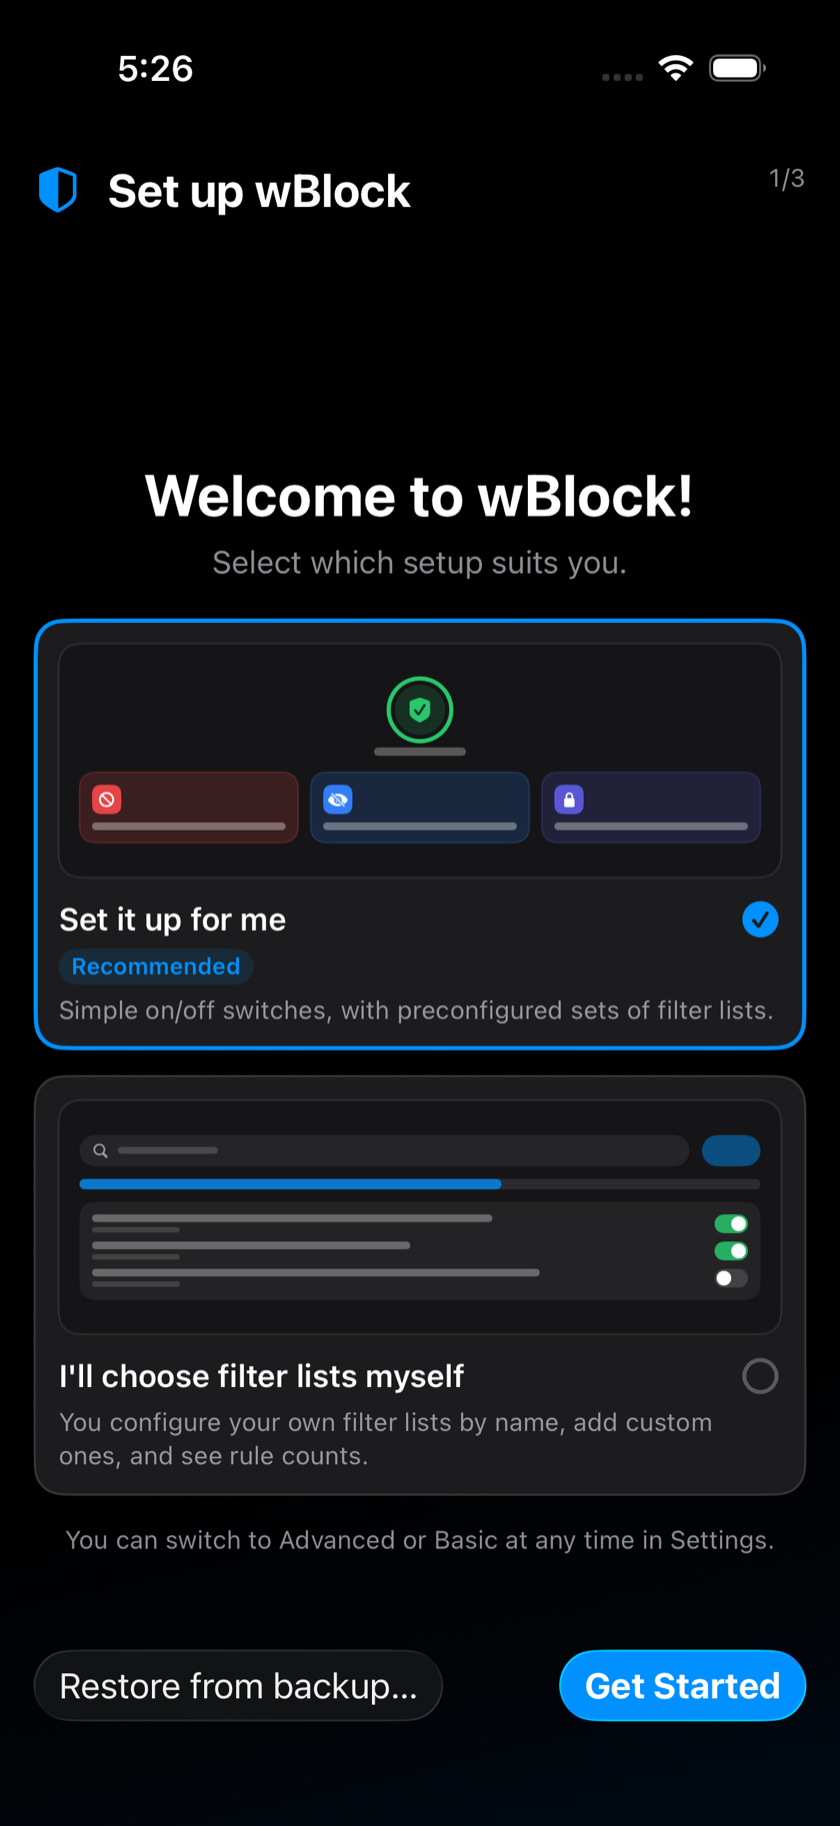 5:26
Set up wBlock
1/3
Welcome to wBlock!
Select which setup suits you.
Set it up for me
Recommended
Simple on/off switches, with preconfigured sets of filter lists.
I'll choose filter lists myself
You configure your own filter lists by name, add custom
ones, and see rule counts.
You can switch to Advanced or Basic at any time in Settings.
Restore from backup...
Get Started